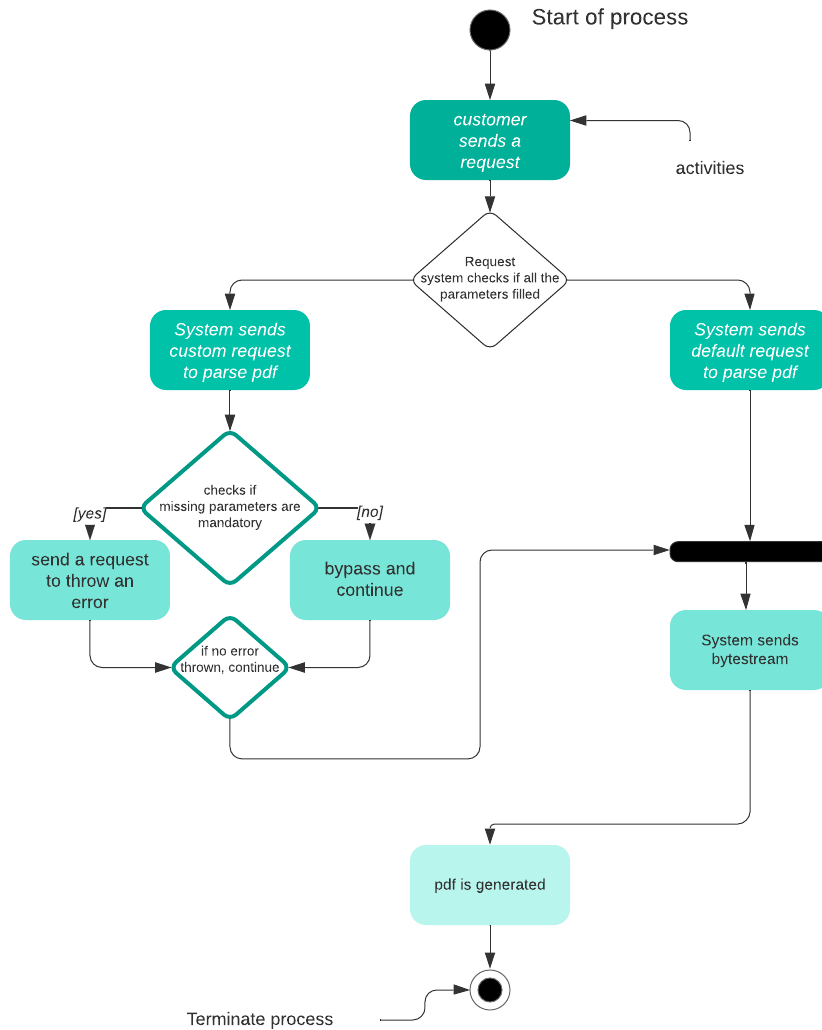 Start of process
customer
sends a
request
activities
Request
system checks if all the
parameters filled
System sends
custom request
to parse pdf
System sends
default request
to parse pdf
checks if
missing parameters are
mandatory
[yes]
[no]
send a request
to throw an
error
bypass and
continue
if no error
thrown, continue
System sends
bytestream
pdf is generated
Terminate process